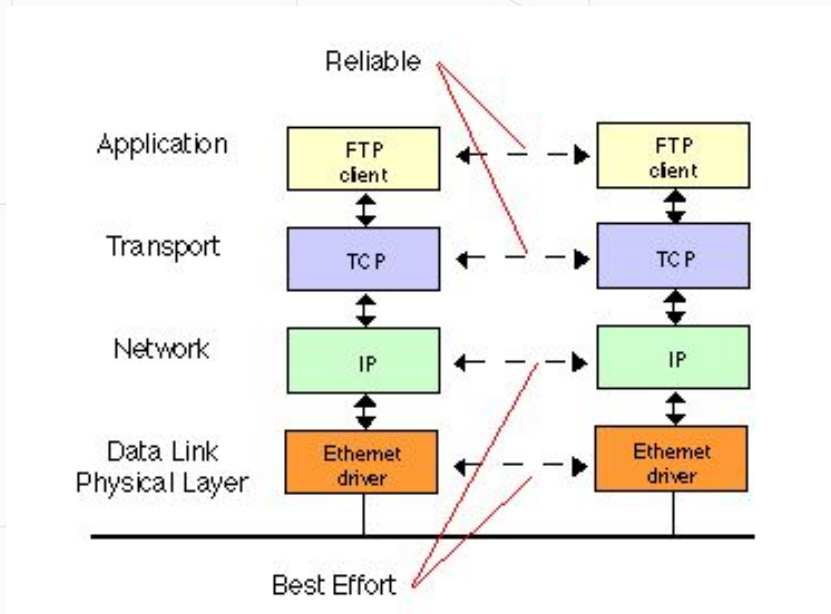 Reliable
Application
FTP
client
FTP
client
Transport
TCP
TCP
Network
IP
IP
Data Link
Physical Layer
Ethernet
driver
Ethernet
driver
Best Effort